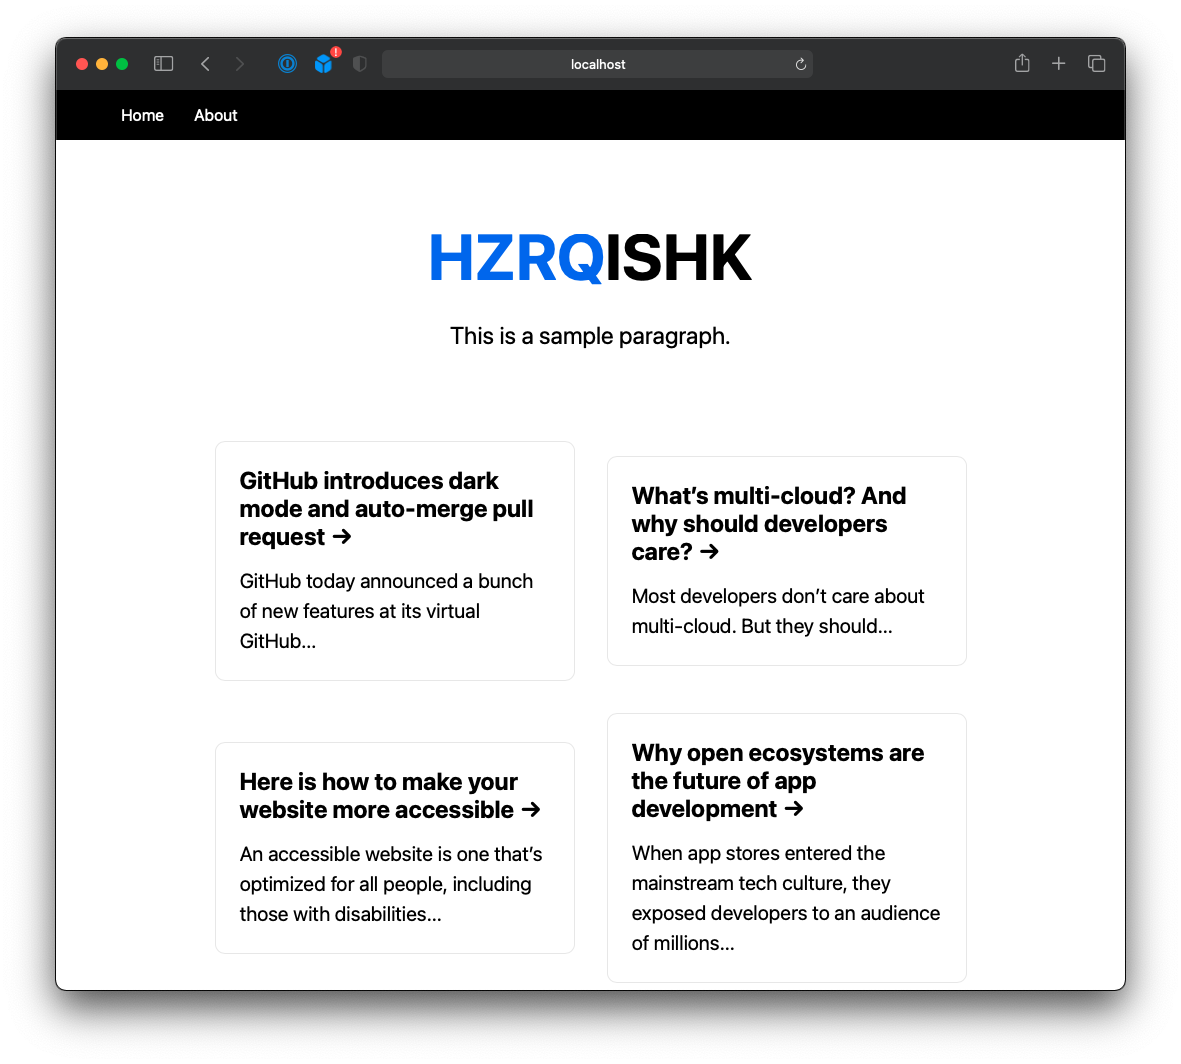 localhost
Home About
HZRQISHK
This is a sample paragraph.
GitHub introduces dark
mode and auto-merge pull
request →
GitHub today announced a bunch
of new features at its virtual
GitHub...
What’s multi-cloud? And
why should developers
care? →
Most developers don’t care about
multi-cloud. But they should...
Here is how to make your
website more accessible →
An accessible website is one that’s
optimized for all people, including
those with disabilities...
Why open ecosystems are
the future of app
development →
When app stores entered the
mainstream tech culture, they
exposed developers to an audience
of millions...